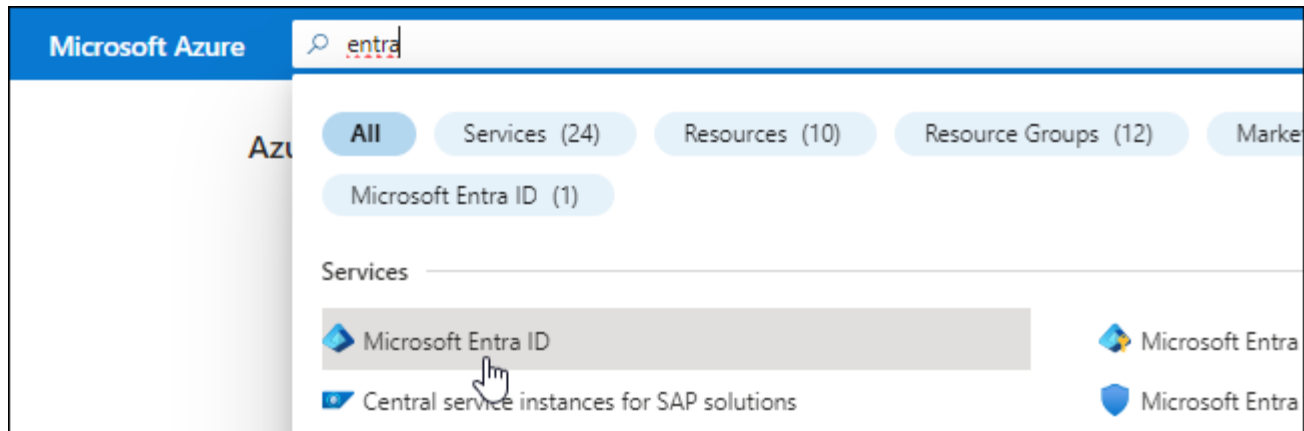 Microsoft Azure
entra
All Services (24) Resources (10) Resource Groups (12)
Microsoft Entra ID (1)
Services
Microsoft Entra ID Microsoft Entra
Central service instances for SAP solutions Microsoft Entra